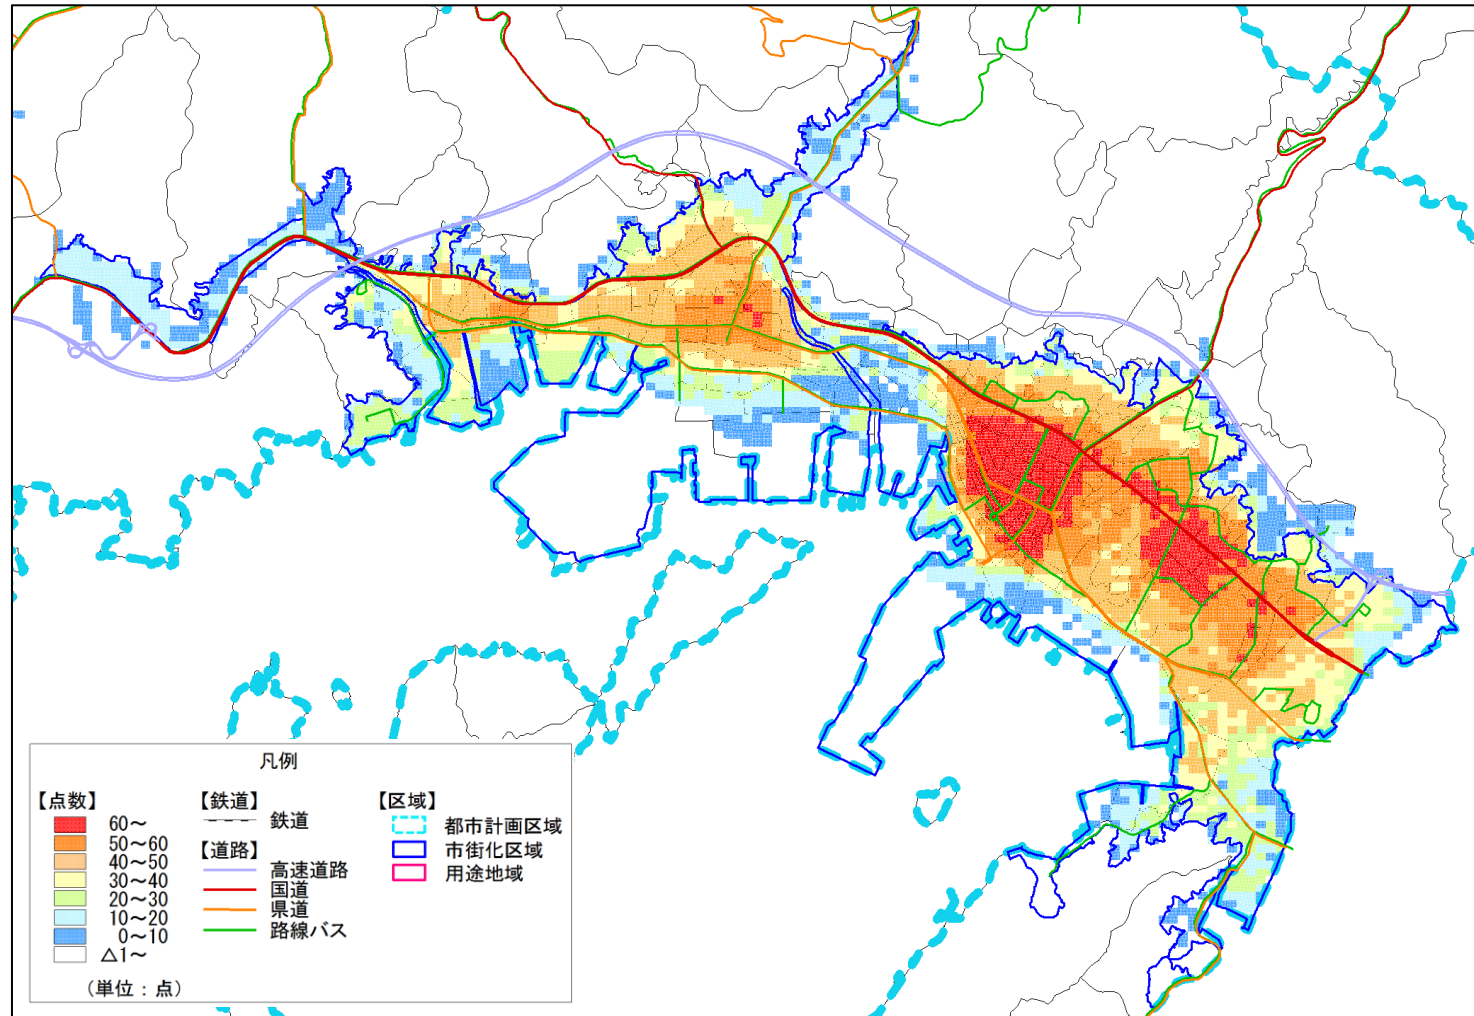 凡例
【点数】
60~
50~60
40~50
30~40
20~30
10~20
0~10
△1~
(単位:点)
【鉄道】
鉄道
【道路】
高速道路
国道
県道
路線バス
【区域】
都市計画区域
市街化区域
用途地域